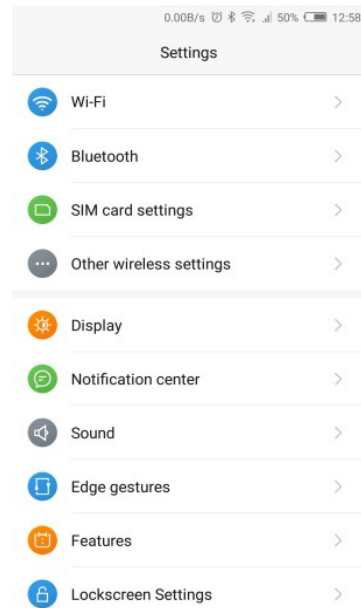 0.00B/s 50% 12:58
Settings
Wi-Fi
Bluetooth
SIM card settings
Other wireless settings
Display
Notification center
Sound
Edge gestures
Features
Lockscreen Settings